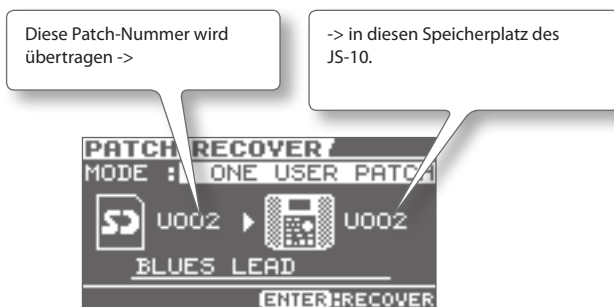 Diese Patch-Nummer wird
übertragen ->
-> in diesen Speicherplatz des
JS-10.
PATCH RECOVER
MODE : ONE USER PATCH
SD U002 U002
BLUES LEAD
ENTER:RECOVER